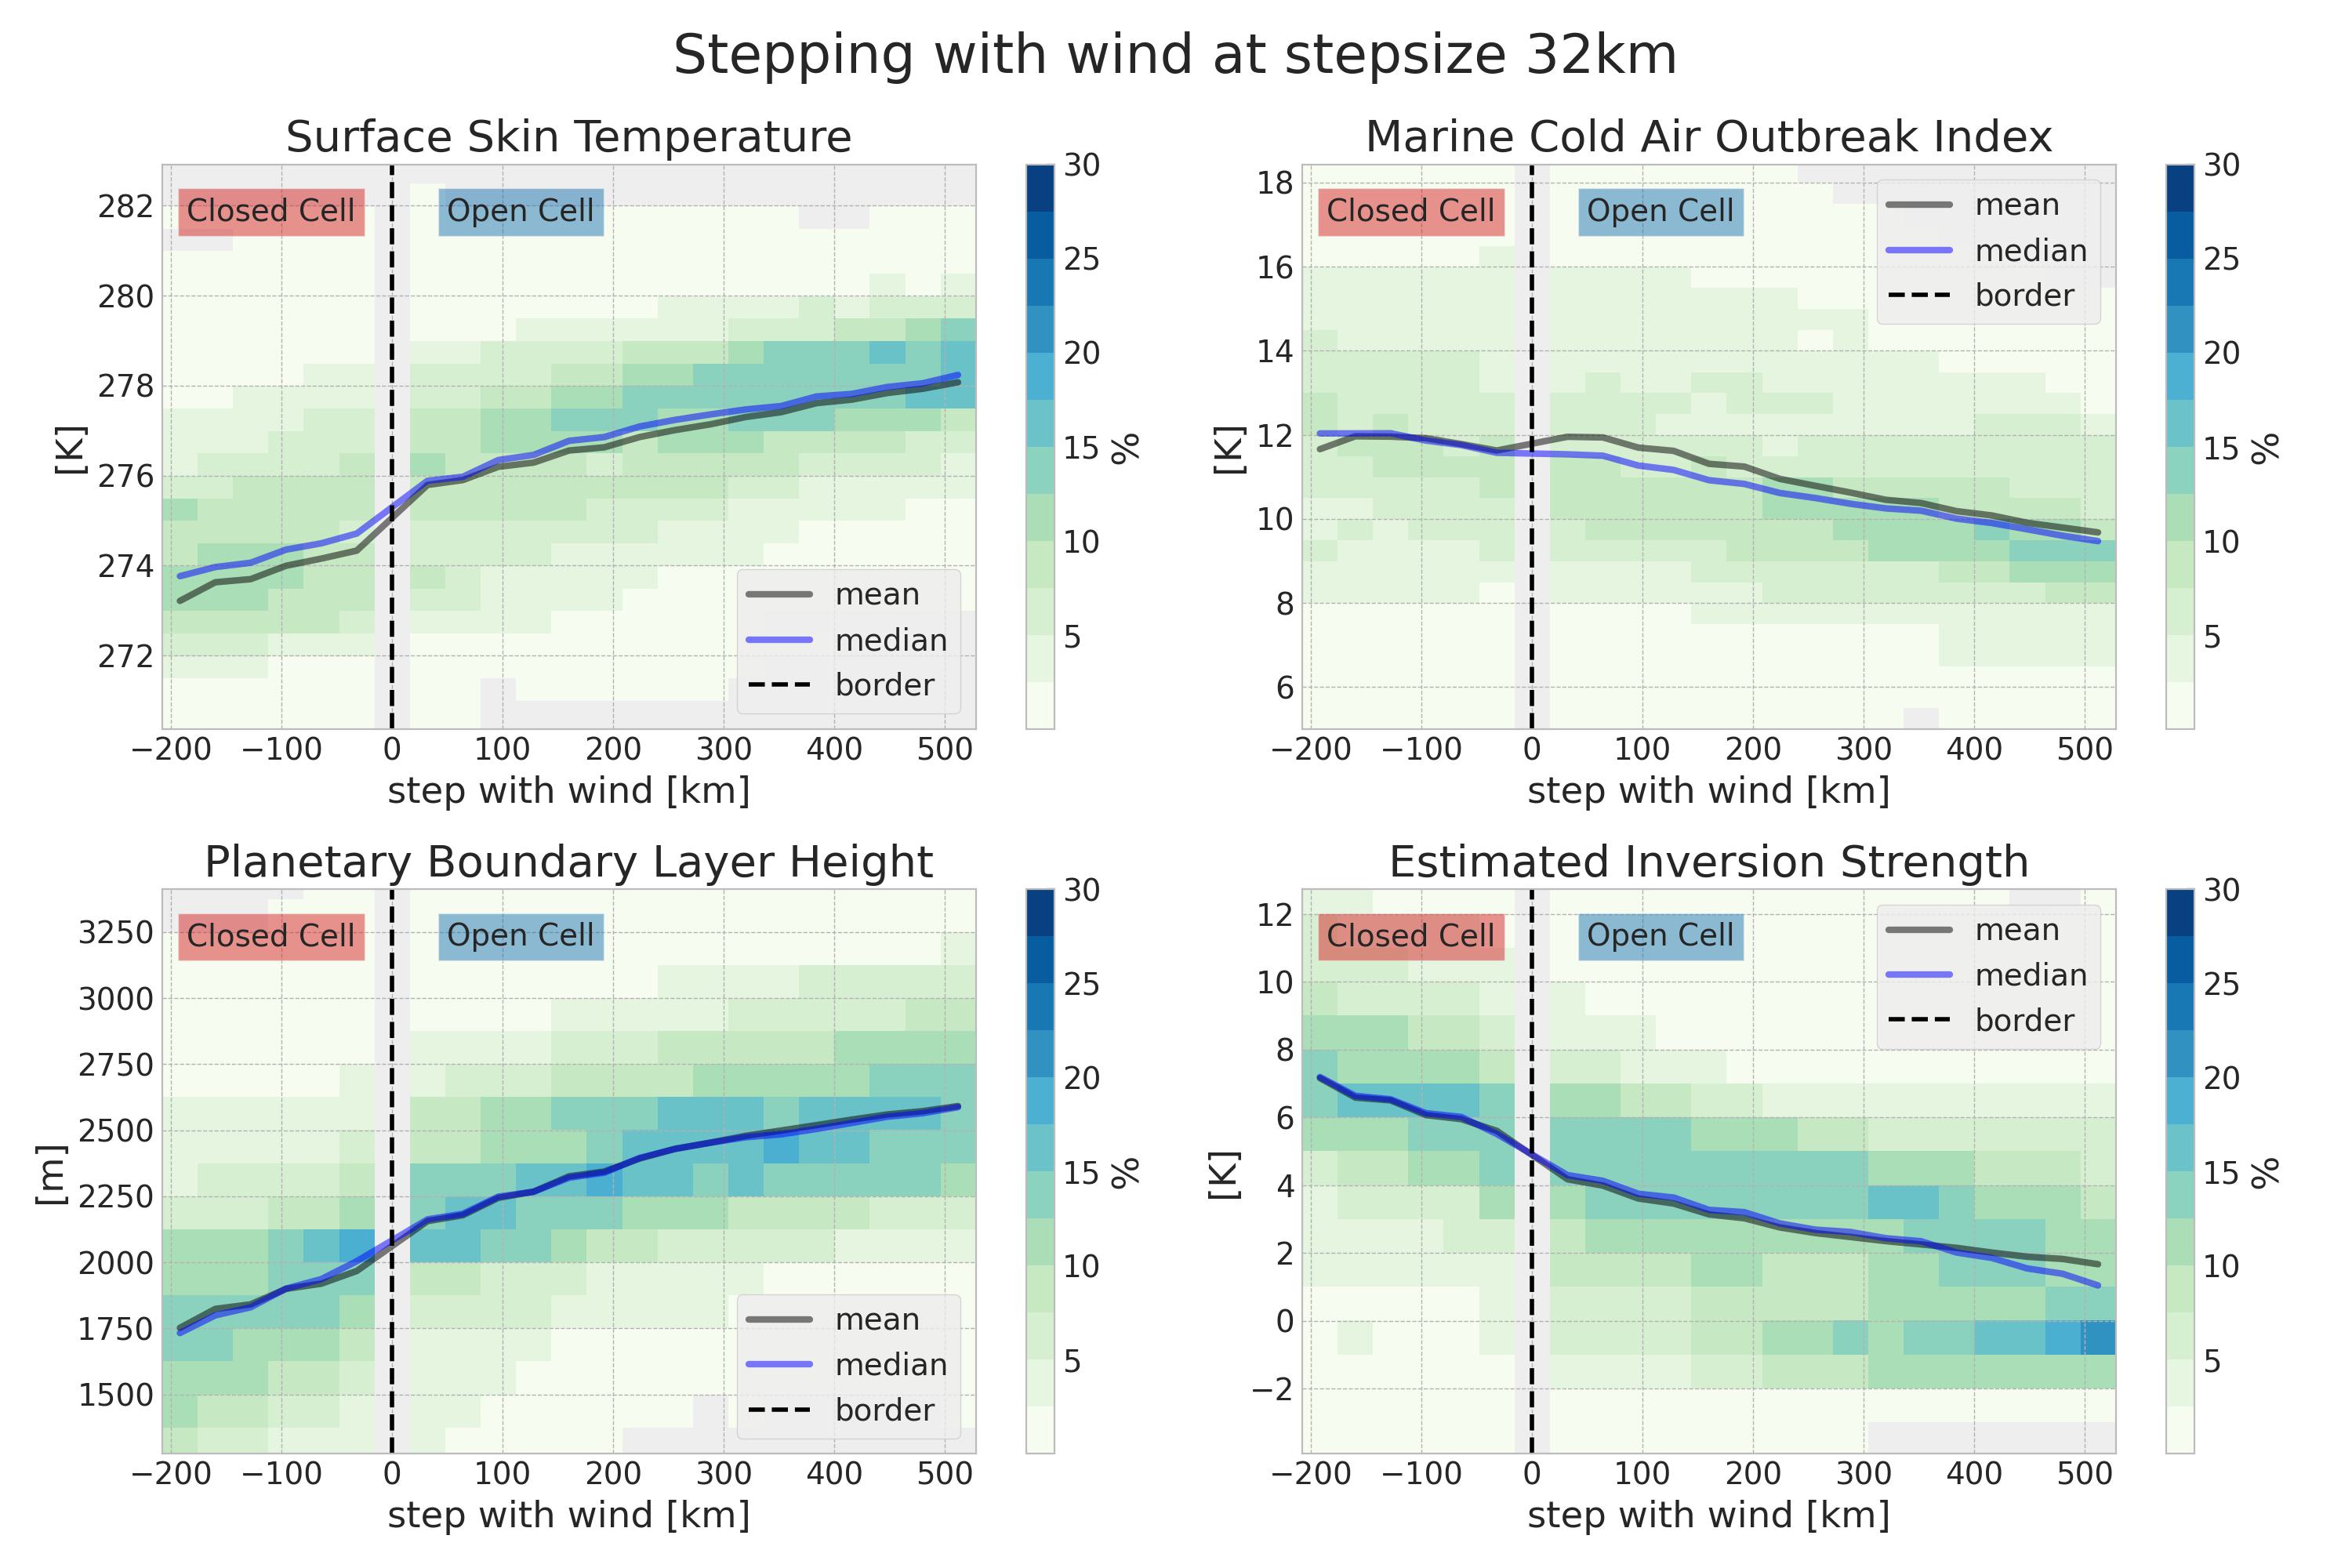 Stepping with wind at stepsize 32km
Surface Skin Temperature
Closed Cell
Open Cell
282
280
278
276
274
272
[K]
mean
median
border
−200 −100 0 100 200 300 400 500
step with wind [km]
30
25
20
15
10
5
%
Marine Cold Air Outbreak Index
Closed Cell
Open Cell
18
16
14
12
10
8
6
[K]
mean
median
border
−200 −100 0 100 200 300 400 500
step with wind [km]
30
25
20
15
10
5
%
Planetary Boundary Layer Height
Closed Cell
Open Cell
3250
3000
2750
2500
2250
2000
1750
1500
[m]
mean
median
border
−200 −100 0 100 200 300 400 500
step with wind [km]
30
25
20
15
10
5
%
Estimated Inversion Strength
Closed Cell
Open Cell
12
10
8
6
4
2
0
−2
[K]
mean
median
border
−200 −100 0 100 200 300 400 500
step with wind [km]
30
25
20
15
10
5
%